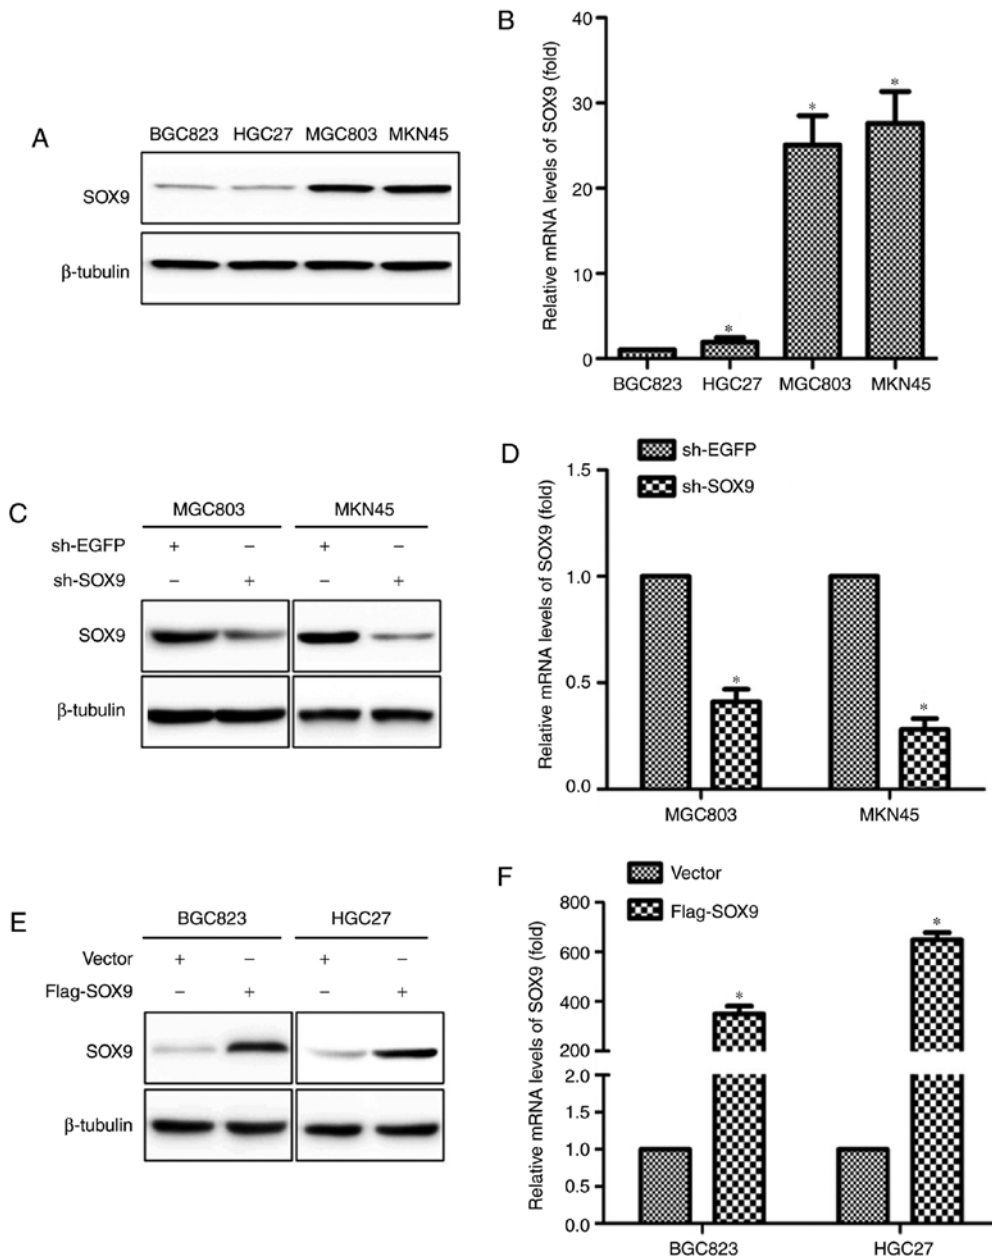 A
BGC823 HGC27 MGC803 MKN45
SOX9
β-tubulin
B
Relative mRNA levels of SOX9 (fold)
40
30
20
10
0
* * *
BGC823 HGC27 MGC803 MKN45
C
MGC803 MKN45
sh-EGFP + – + –
sh-SOX9 – + – +
SOX9
β-tubulin
D
sh-EGFP
sh-SOX9
Relative mRNA levels of SOX9 (fold)
1.5
1.0
0.5
0.0
* *
MGC803 MKN45
E
BGC823 HGC27
Vector + – + –
Flag-SOX9 – + – +
SOX9
β-tubulin
F
Vector
Flag-SOX9
Relative mRNA levels of SOX9 (fold)
800
600
400
200
2.0
1.5
1.0
0.5
0.0
* *
BGC823 HGC27